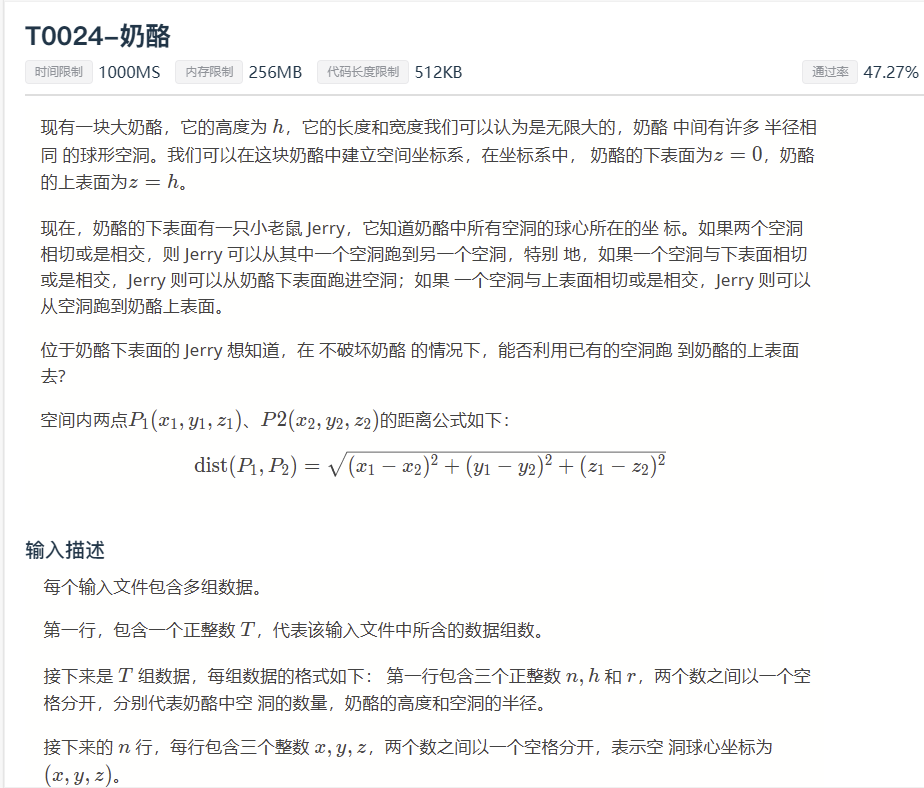 T0024–奶酪
时间限制 1000MS 内存限制 256MB 代码长度限制 512KB 通过率 47.27%
现有一块大奶酪，它的高度为 h，它的长度和宽度我们可以认为是无限大的，奶酪 中间有许多 半径相
同 的球形空洞。我们可以在这块奶酪中建立空间坐标系，在坐标系中， 奶酪的下表面为z = 0，奶酪
的上表面为z = h。
现在，奶酪的下表面有一只小老鼠 Jerry，它知道奶酪中所有空洞的球心所在的坐 标。如果两个空洞
相切或是相交，则 Jerry 可以从其中一个空洞跑到另一个空洞，特别 地，如果一个空洞与下表面相切
或是相交，Jerry 则可以从奶酪下表面跑进空洞；如果 一个空洞与上表面相切或是相交，Jerry 则可以
从空洞跑到奶酪上表面。
位于奶酪下表面的 Jerry 想知道，在 不破坏奶酪 的情况下，能否利用已有的空洞跑 到奶酪的上表面
去?
空间内两点P₁(x₁, y₁, z₁)、P2(x₂, y₂, z₂)的距离公式如下：
dist(P₁, P₂) = √(x₁ − x₂)² + (y₁ − y₂)² + (z₁ − z₂)²
输入描述
每个输入文件包含多组数据。
第一行，包含一个正整数 T，代表该输入文件中所含的数据组数。
接下来是 T 组数据，每组数据的格式如下： 第一行包含三个正整数 n, h 和 r，两个数之间以一个空
格分开，分别代表奶酪中空 洞的数量，奶酪的高度和空洞的半径。
接下来的 n 行，每行包含三个整数 x, y, z，两个数之间以一个空格分开，表示空 洞球心坐标为
(x, y, z)。